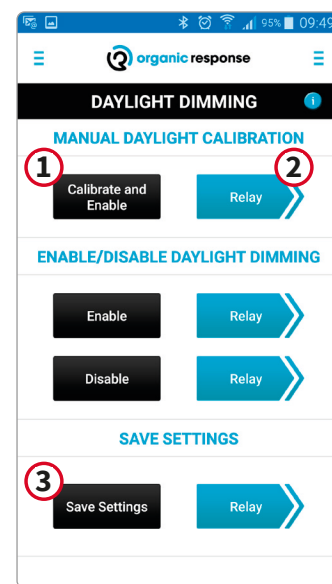 95% 09:49
organic response
DAYLIGHT DIMMING i
MANUAL DAYLIGHT CALIBRATION
1 2
Calibrate and
Enable
Relay
ENABLE/DISABLE DAYLIGHT DIMMING
Enable Relay
Disable Relay
SAVE SETTINGS
3
Save Settings Relay